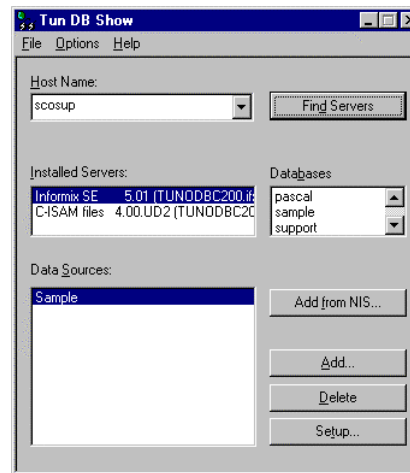 Tun DB Show
File Options Help
Host Name:
scosup
Find Servers
Installed Servers:
Informix SE 5.01 (TUNODBC200.ifs
C-ISAM files 4.00.UD2 (TUNODBC20
Databases
pascal
sample
support
Data Sources:
Sample
Add from NIS...
Add...
Delete
Setup...